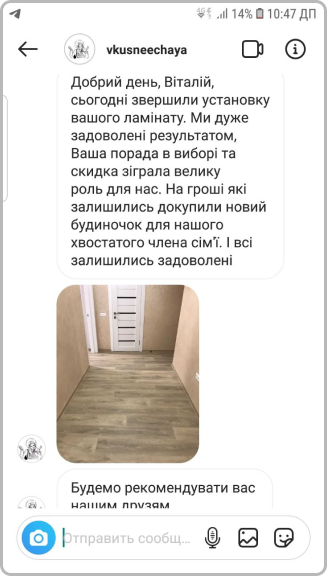 4G 14% 10:47 ДП
vkusneechaya
Добрий день, Віталій,
сьогодні звершили установку
вашого ламінату. Ми дуже
задоволені результатом,
Ваша порада в виборі та
скидка зіграла велику
роль для нас. На гроші які
залишились докупили новий
будиночок для нашого
хвостатого члена сім'ї. І всі
залишились задоволені
Будемо рекомендувати вас
нашим друзям
Отправить сообщ...